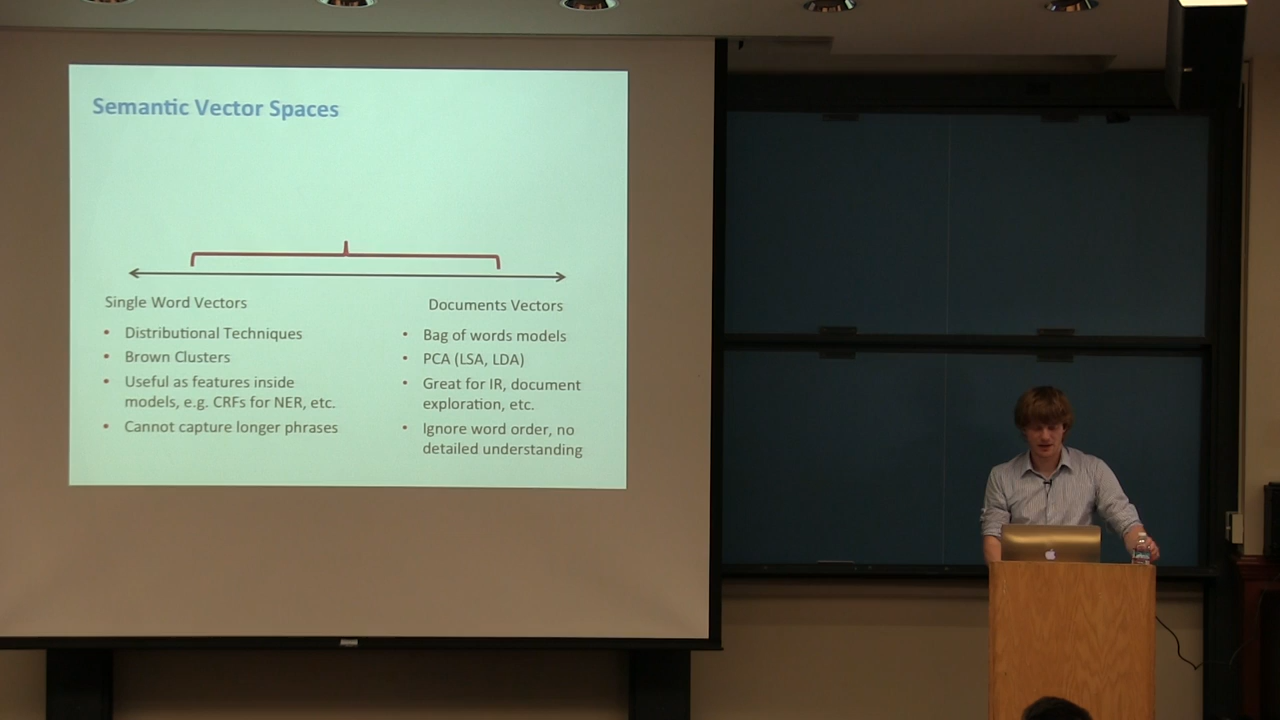 Semantic Vector Spaces
Single Word Vectors
• Distributional Techniques
• Brown Clusters
• Useful as features inside
models, e.g. CRFs for NER, etc.
• Cannot capture longer phrases
Documents Vectors
• Bag of words models
• PCA (LSA, LDA)
• Great for IR, document
exploration, etc.
• Ignore word order, no
detailed understanding